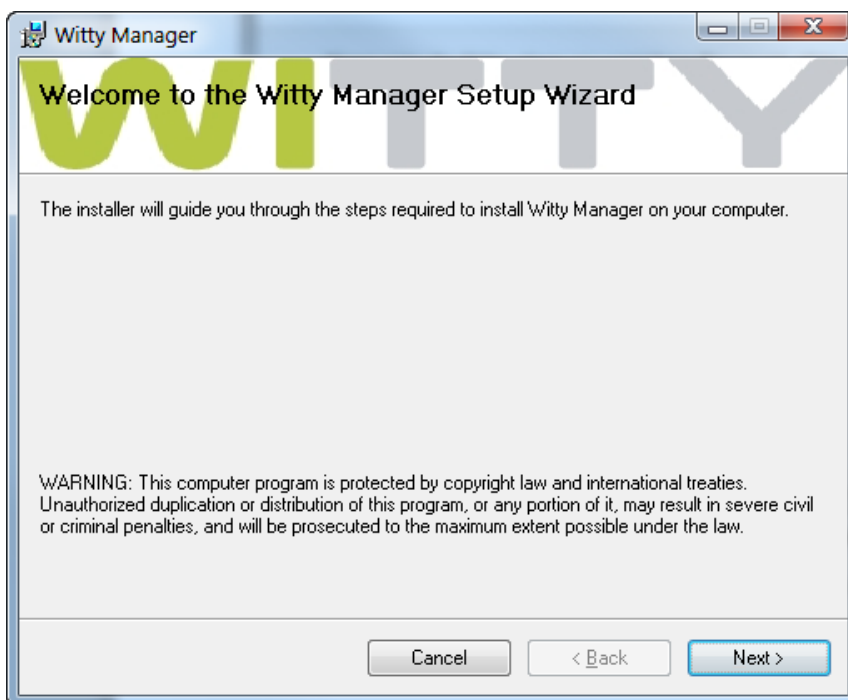 Witty Manager
WITTY
Welcome to the Witty Manager Setup Wizard
The installer will guide you through the steps required to install Witty Manager on your computer.
WARNING: This computer program is protected by copyright law and international treaties.
Unauthorized duplication or distribution of this program, or any portion of it, may result in severe civil
or criminal penalties, and will be prosecuted to the maximum extent possible under the law.
Cancel
< Back
Next >